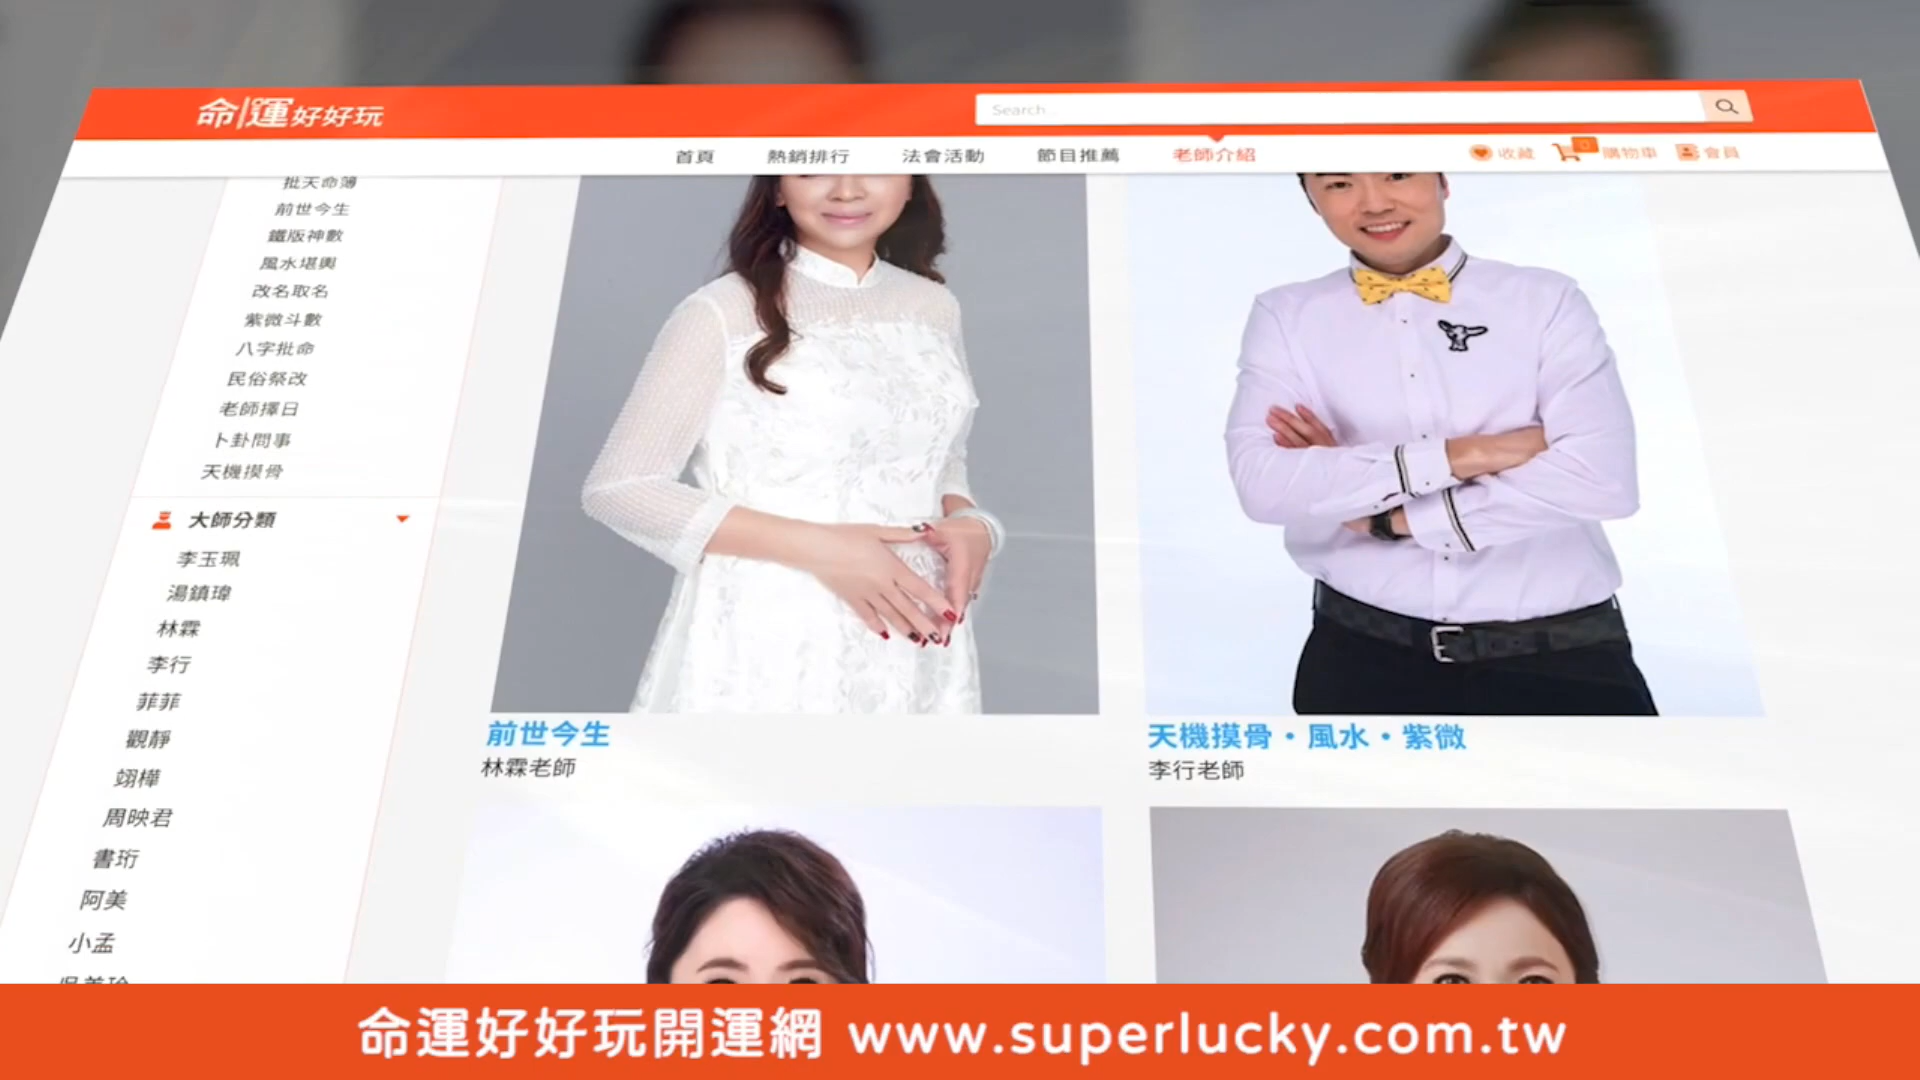 命運好好玩
Search
首頁 熱銷排行 法會活動 節目推薦 老師介紹 收藏 0 購物車 會員
批天命簿
前世今生
鐵版神數
風水堪輿
改名取名
紫微斗數
八字批命
民俗祭改
老師擇日
卜卦問事
天機摸骨
大師分類
李玉珮
湯鎮瑋
林霖
李行
菲菲
觀靜
翊樺
周映君
書珩
阿美
小孟
前世今生
林霖老師
天機摸骨・風水・紫微
李行老師
命運好好玩開運網 www.superlucky.com.tw